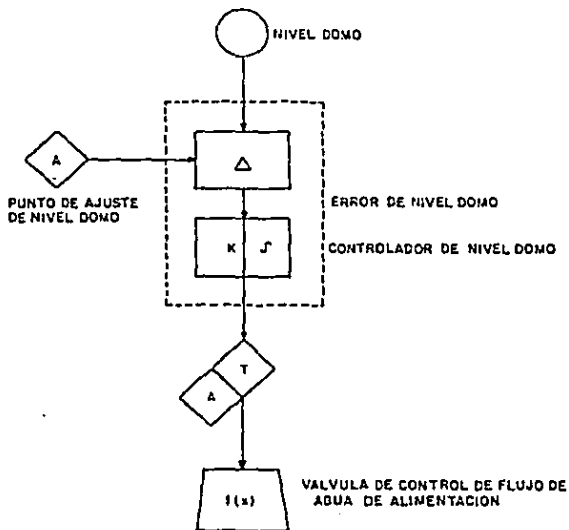 NIVEL DOMO
A
Δ
PUNTO DE AJUSTE
DE NIVEL DOMO
ERROR DE NIVEL DOMO
K ∫
CONTROLADOR DE NIVEL DOMO
T
A
f(x)
VALVULA DE CONTROL DE FLUJO DE
AGUA DE ALIMENTACION